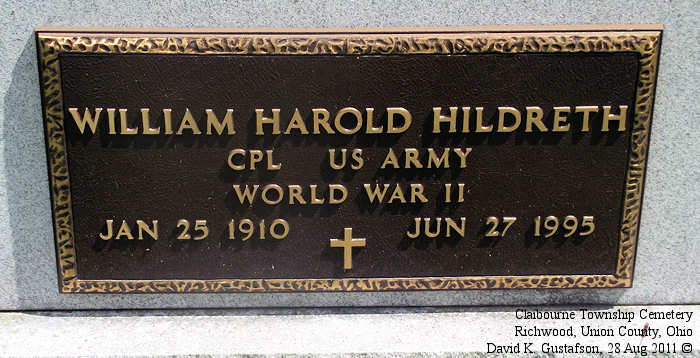 WILLIAM HAROLD HILDRETH
CPL US ARMY
WORLD WAR II
JAN 25 1910 JUN 27 1995
Claibourne Township Cemetery
Richwood, Union County, Ohio
David K. Gustafson, 28 Aug 2011 ©